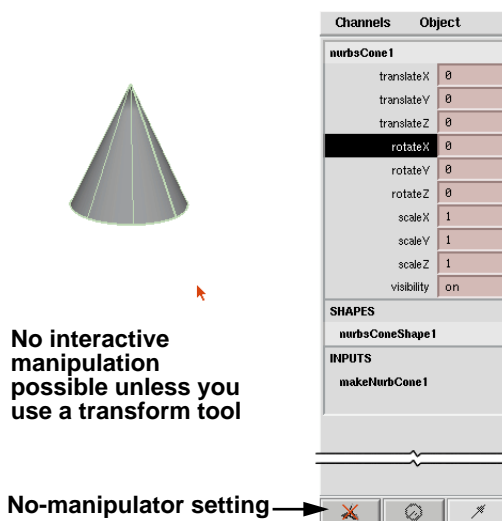 Channels Object
nurbsCone1
translateX 0
translateY 0
translateZ 0
rotateX 0
rotateY 0
rotateZ 0
scaleX 1
scaleY 1
scaleZ 1
visibility on
SHAPES
nurbsConeShape1
INPUTS
makeNurbCone1
No interactive
manipulation
possible unless you
use a transform tool
No-manipulator setting